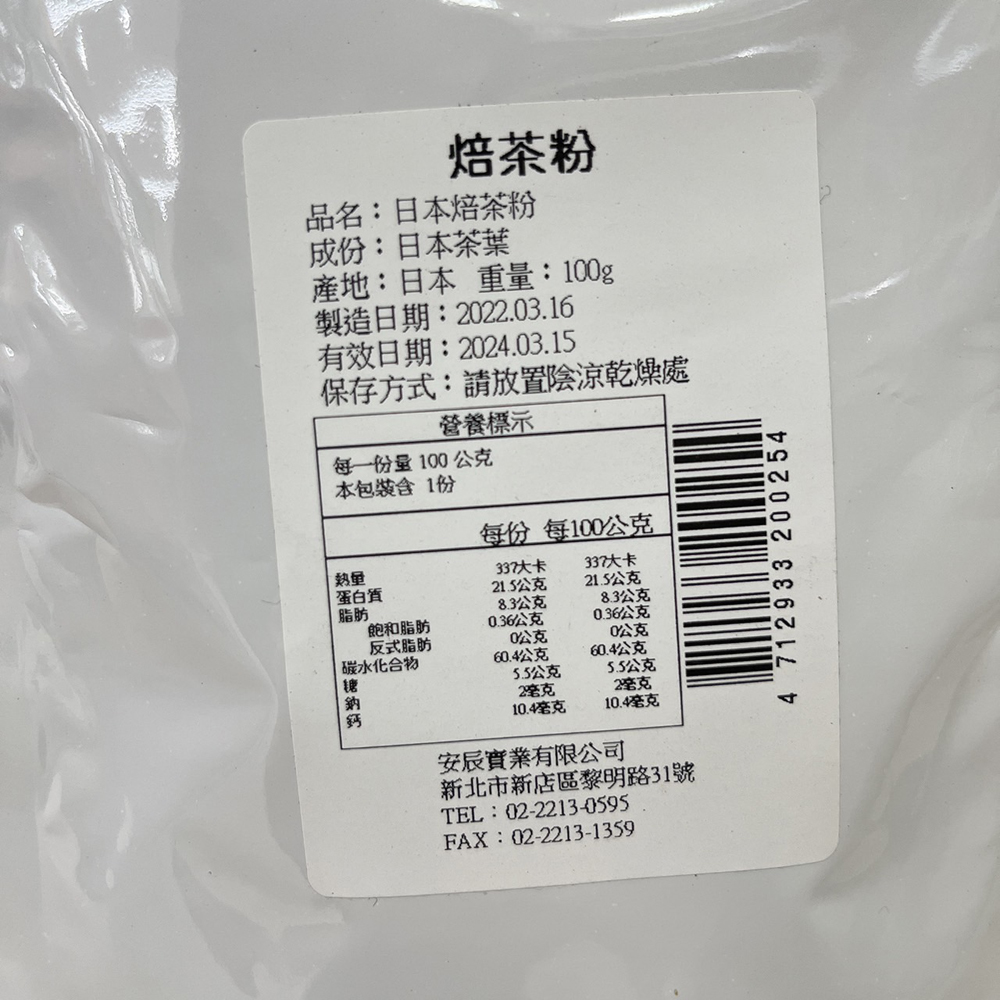 焙茶粉
品名：日本焙茶粉
成份：日本茶葉
產地：日本 重量：100g
製造日期：2022.03.16
有效日期：2024.03.15
保存方式：請放置陰涼乾燥處
營養標示
每一份量 100 公克
本包裝含 1份
每份 每100公克
熱量 337大卡 337大卡
蛋白質 21.5公克 21.5公克
脂肪 8.3公克 8.3公克
飽和脂肪 0.36公克 0.36公克
反式脂肪 0公克 0公克
碳水化合物 60.4公克 60.4公克
糖 5.5公克 5.5公克
鈉 2毫克 2毫克
鈣 10.4毫克 10.4毫克
4 712933 200254
安辰實業有限公司
新北市新店區黎明路31號
TEL：02-2213-0595
FAX：02-2213-1359